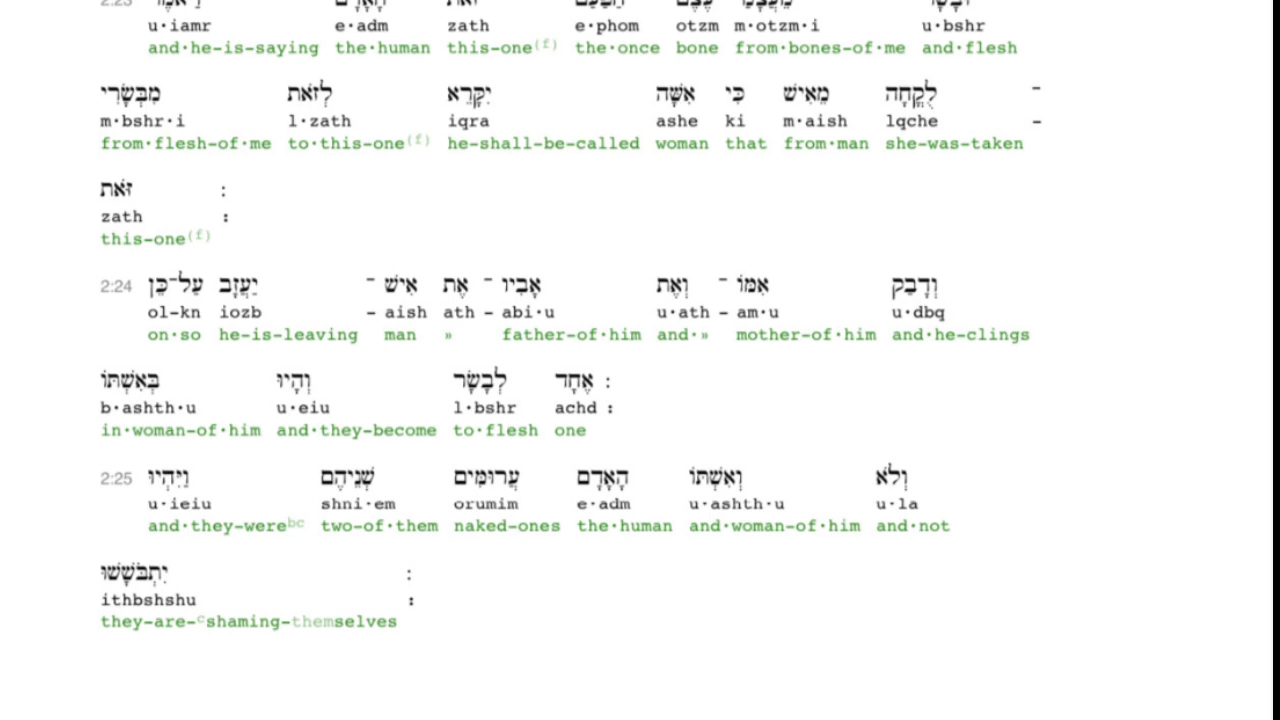 2:23
u·iamr e·adm zath e·phom otzm m·otzm·i u·bshr
and·he-is-saying the·human this-one(f) the·once bone from·bones-of·me and·flesh
מִבְּשָׂרִי לְזֹאת יִקָּרֵא אִשָּׁה כִּי מֵאִישׁ לֻקֳחָה ־
m·bshr·i l·zath iqra ashe ki m·aish lqche -
from·flesh-of·me to·this-one(f) he-shall-be-called woman that from·man she-was-taken
זֹּאת :
zath :
this-one(f)
2:24 עַל־כֵּן יַעֲזָב ־ אִישׁ אֶת ־ אָבִיו וְאֶת ־ אִמּוֹ וְדָבַק
ol-kn iozb - aish ath - abi·u u·ath - am·u u·dbq
on·so he-is-leaving man » father-of·him and·» mother-of·him and·he-clings
בְּאִשְׁתּוֹ וְהָיוּ לְבָשָׂר אֶחָד :
b·ashth·u u·eiu l·bshr achd :
in·woman-of·him and·they-become to·flesh one
2:25 וַיִּהְיוּ שְׁנֵיהֶם עֲרוּמִּים הָאָדָם וְאִשְׁתּוֹ וְלֹא
u·ieiu shni·em orumim e·adm u·ashth·u u·la
and·they-were bc two-of·them naked-ones the·human and·woman-of·him and·not
יִתְבֹּשָׁשׁוּ :
ithbshshu :
they-are-cshaming-themselves